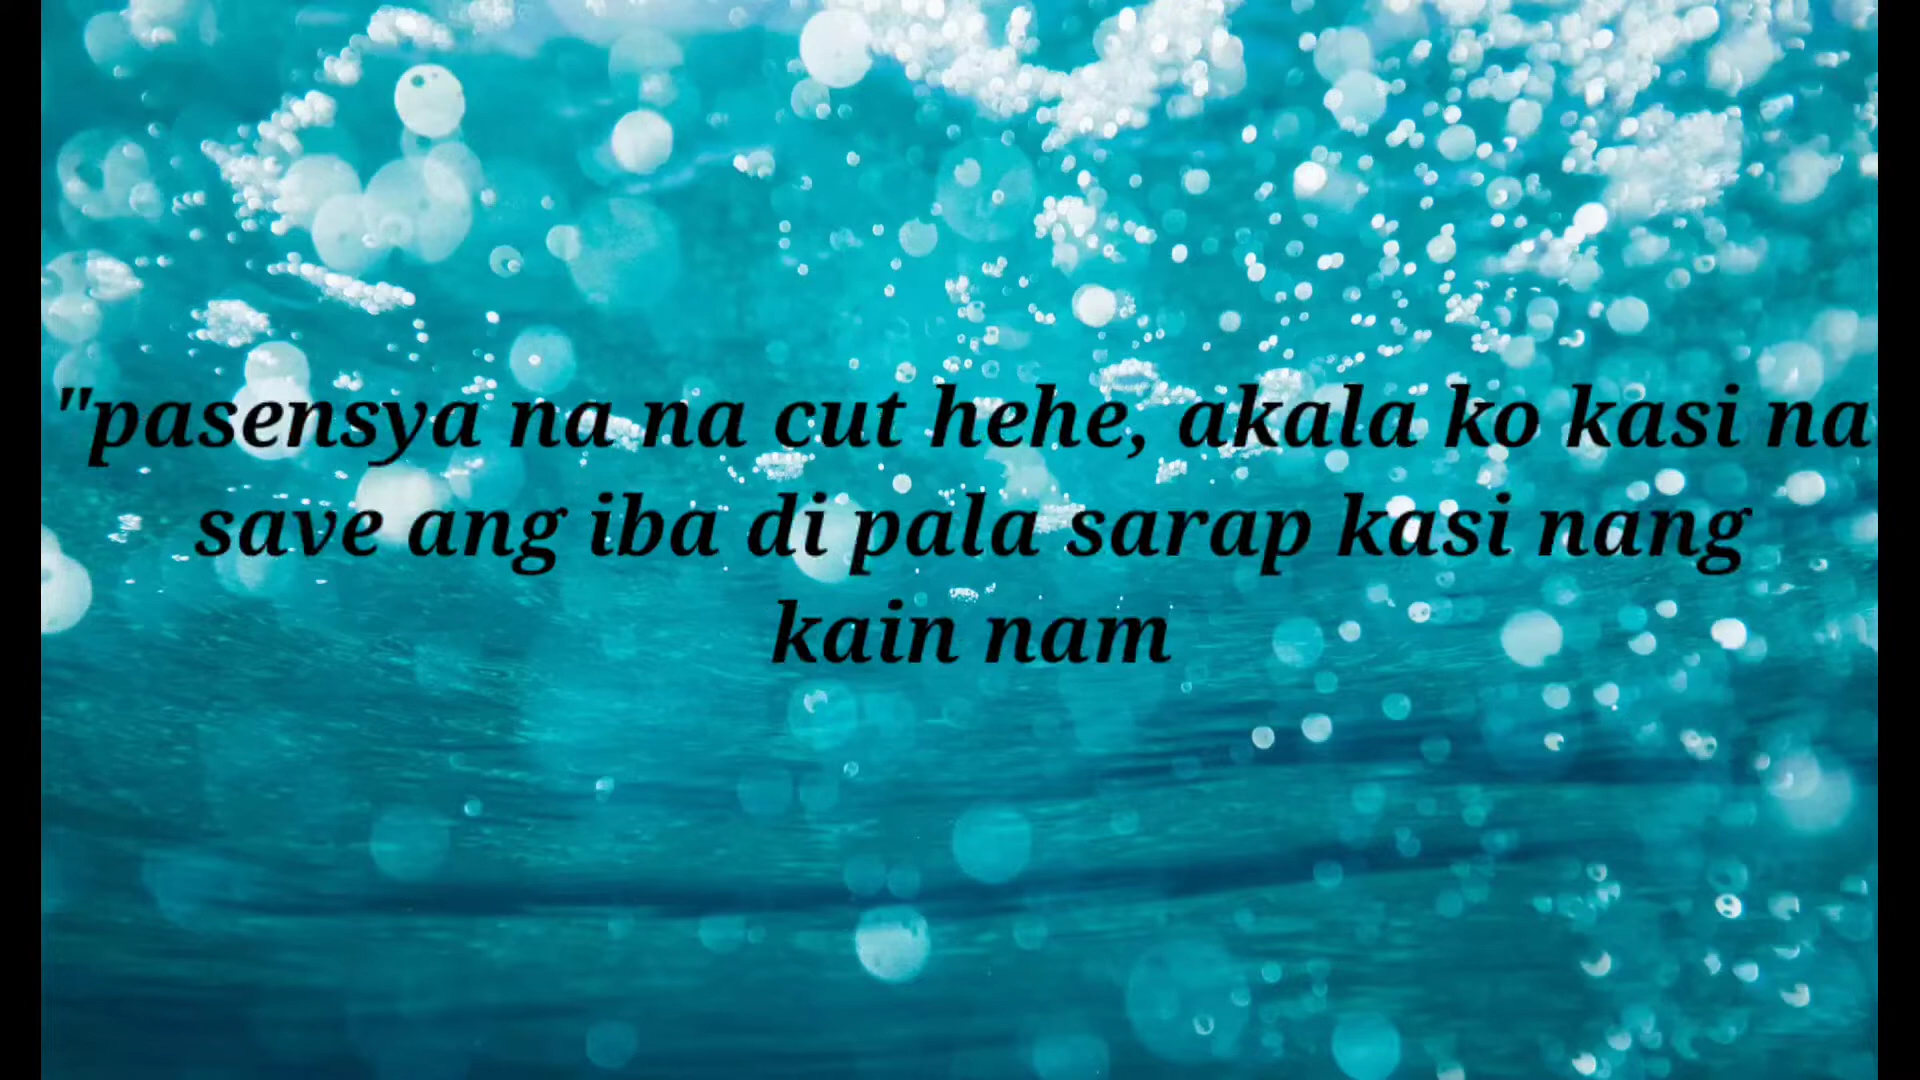 "pasensya na na cut hehe, akala ko kasi na
save ang iba di pala sarap kasi nang
kain nam